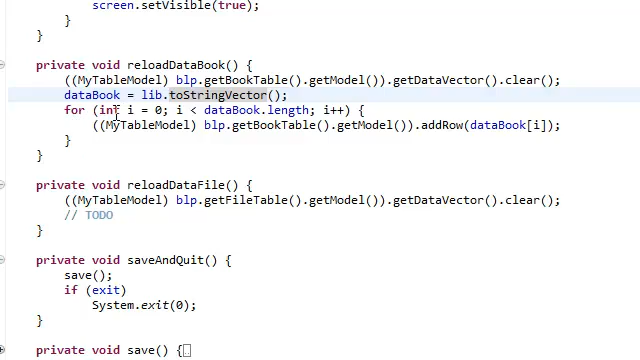 screen.setVisible(true);
}
}
private void reloadDataBook() {
((MyTableModel) blp.getBookTable().getModel()).getDataVector().clear();
dataBook = lib.toStringVector();
for (int i = 0; i < dataBook.length; i++) {
((MyTableModel) blp.getBookTable().getModel()).addRow(dataBook[i]);
}
}
private void reloadDataFile() {
((MyTableModel) blp.getFileTable().getModel()).getDataVector().clear();
// TODO
}
private void saveAndQuit() {
save();
if (exit)
System.exit(0);
}
private void save() {